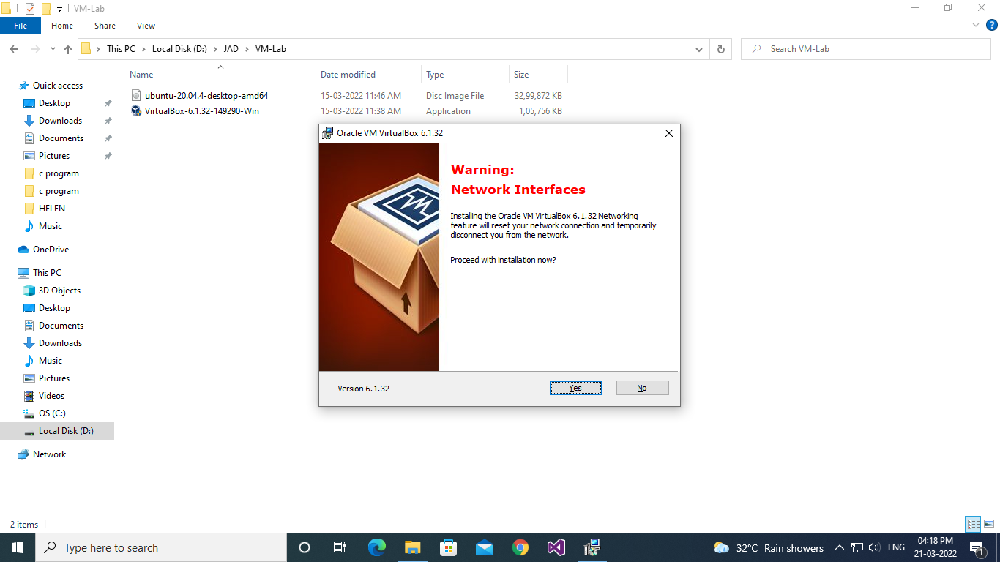 VM-Lab
File Home Share View
This PC Local Disk (D:) JAD VM-Lab
Search VM-Lab
Name Date modified Type Size
ubuntu-20.04.4-desktop-amd64 15-03-2022 11:46 AM Disc Image File 32,99,872 KB
VirtualBox-6.1.32-149290-Win 15-03-2022 11:38 AM Application 1,05,756 KB
Quick access
Desktop
Downloads
Documents
Pictures
c program
c program
HELEN
Music
OneDrive
This PC
3D Objects
Desktop
Documents
Downloads
Music
Pictures
Videos
OS (C:)
Local Disk (D:)
Network
Oracle VM VirtualBox 6.1.32
Warning:
Network Interfaces
Installing the Oracle VM VirtualBox 6.1.32 Networking
feature will reset your network connection and temporarily
disconnect you from the network.
Proceed with installation now?
Version 6.1.32
Yes No
2 items
Type here to search
32°C Rain showers
ENG
04:18 PM
21-03-2022
1